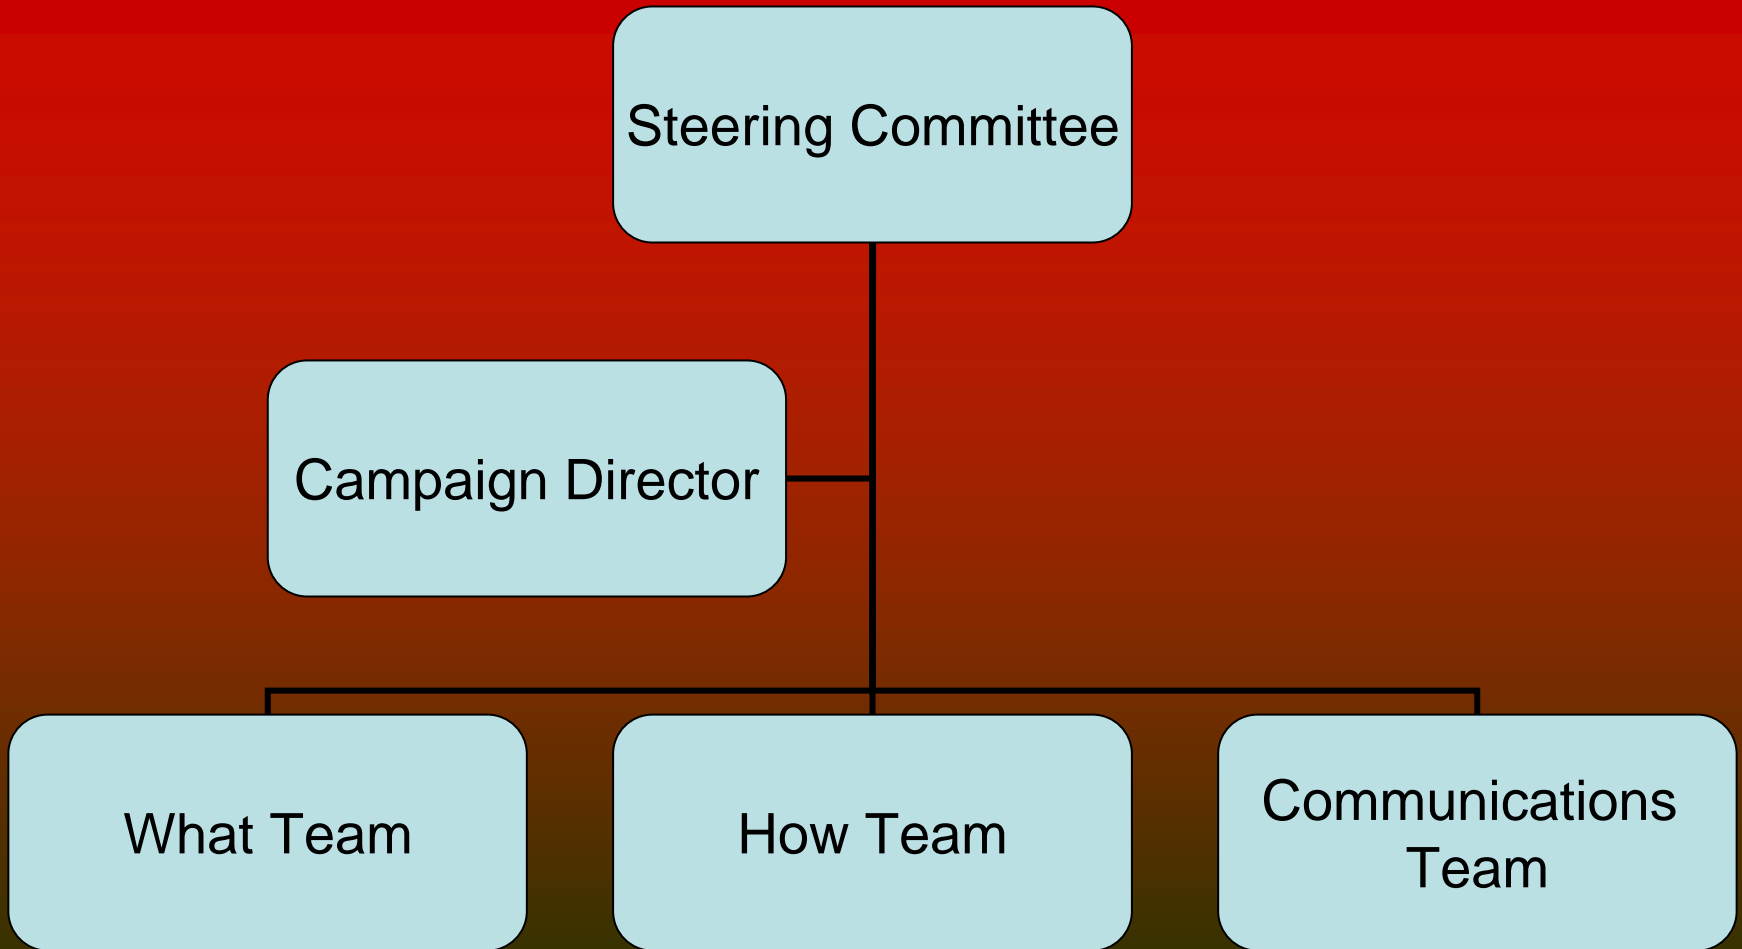 Steering Committee
Campaign Director
What Team
How Team
Communications
Team